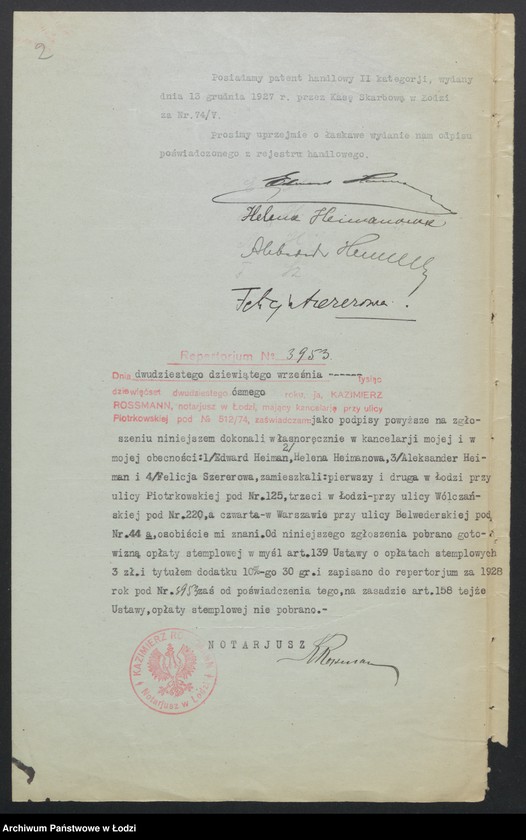 2
Posiadamy patent handlowy II kategorji, wydany
dnia 13 grudnia 1927 r. przez Kasę Skarbową w Łodzi
za Nr.74/V.
Prosimy uprzejmie o łaskawe wydanie nam odpisu
poświadczonego z rejestru handlowego.
Helena Heimanowa
Repertorjum Nr. 3953.
Dnia dwudziestego dziewiątego września ------ tysiąc
dziewięćset dwudziestego ósmego roku, ja, KAZIMIERZ
ROSSMANN, notarjusz w Łodzi, mający kancelarję przy ulicy
Piotrkowskiej pod № 512/74, zaświadczam jako podpisy powyższe na zgło-
szeniu niniejszem dokonali własnoręcznie w kancelarji mojej i w
mojej obecności:1/Edward Heiman,2/Helena Heimanowa,3/Aleksander Hei-
man i 4/Felicja Szererowa,zamieszkali:pierwszy i druga w Łodzi przy
ulicy Piotrkowskiej pod Nr.125,trzeci w Łodzi-przy ulicy Wólczań-
skiej pod Nr.220,a czwarta-w Warszawie przy ulicy Belwederskiej pod
Nr.44 a,osobiście mi znani.Od niniejszego zgłoszenia pobrano goto-
wizną opłaty stemplowej w myśl art.139 Ustawy o opłatach stemplowych
3 zł.i tytułem dodatku 10%-go 30 gr.i zapisano do repertorjum za 1928
rok pod Nr.3953zaś od poświadczenia tego,na zasadzie art.158 tejże
Ustawy,opłaty stemplowej nie pobrano.-
NOTARJUSZ
KAZIMIERZ ROSSMANN
Notarjusz w Łodzi
Archiwum Państwowe w Łodzi